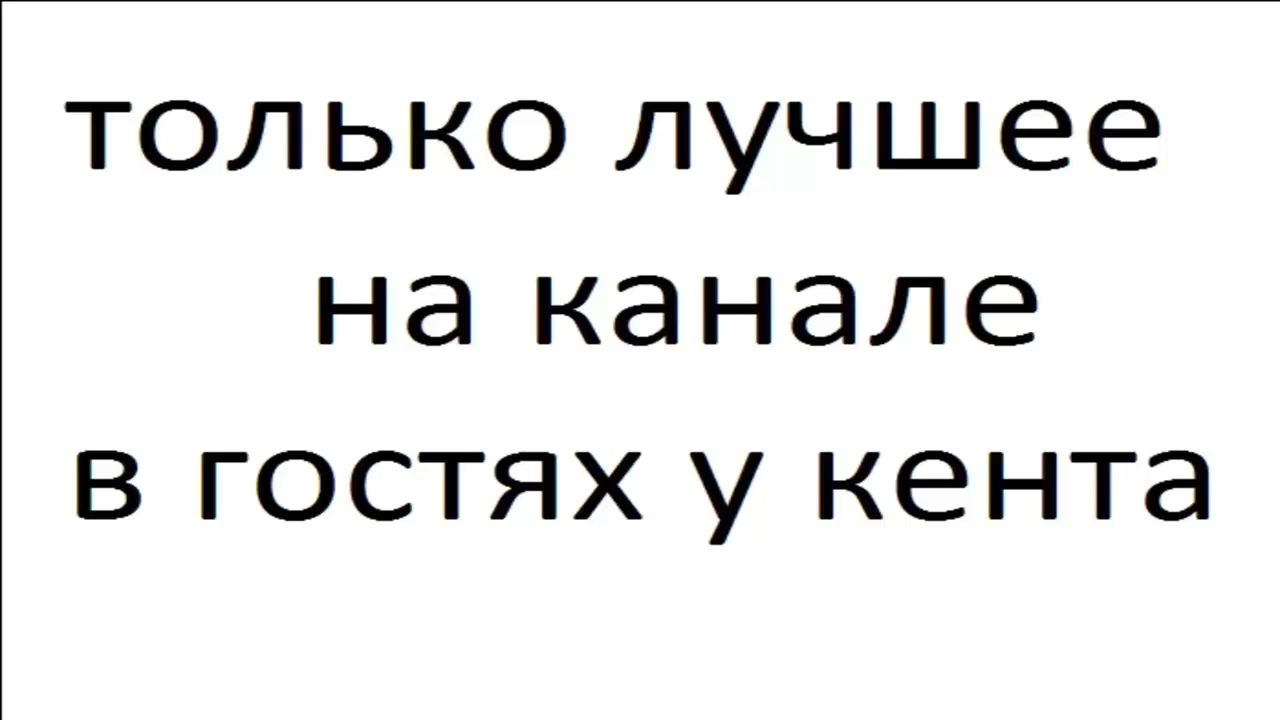 только лучшее
на канале
в гостях у кента